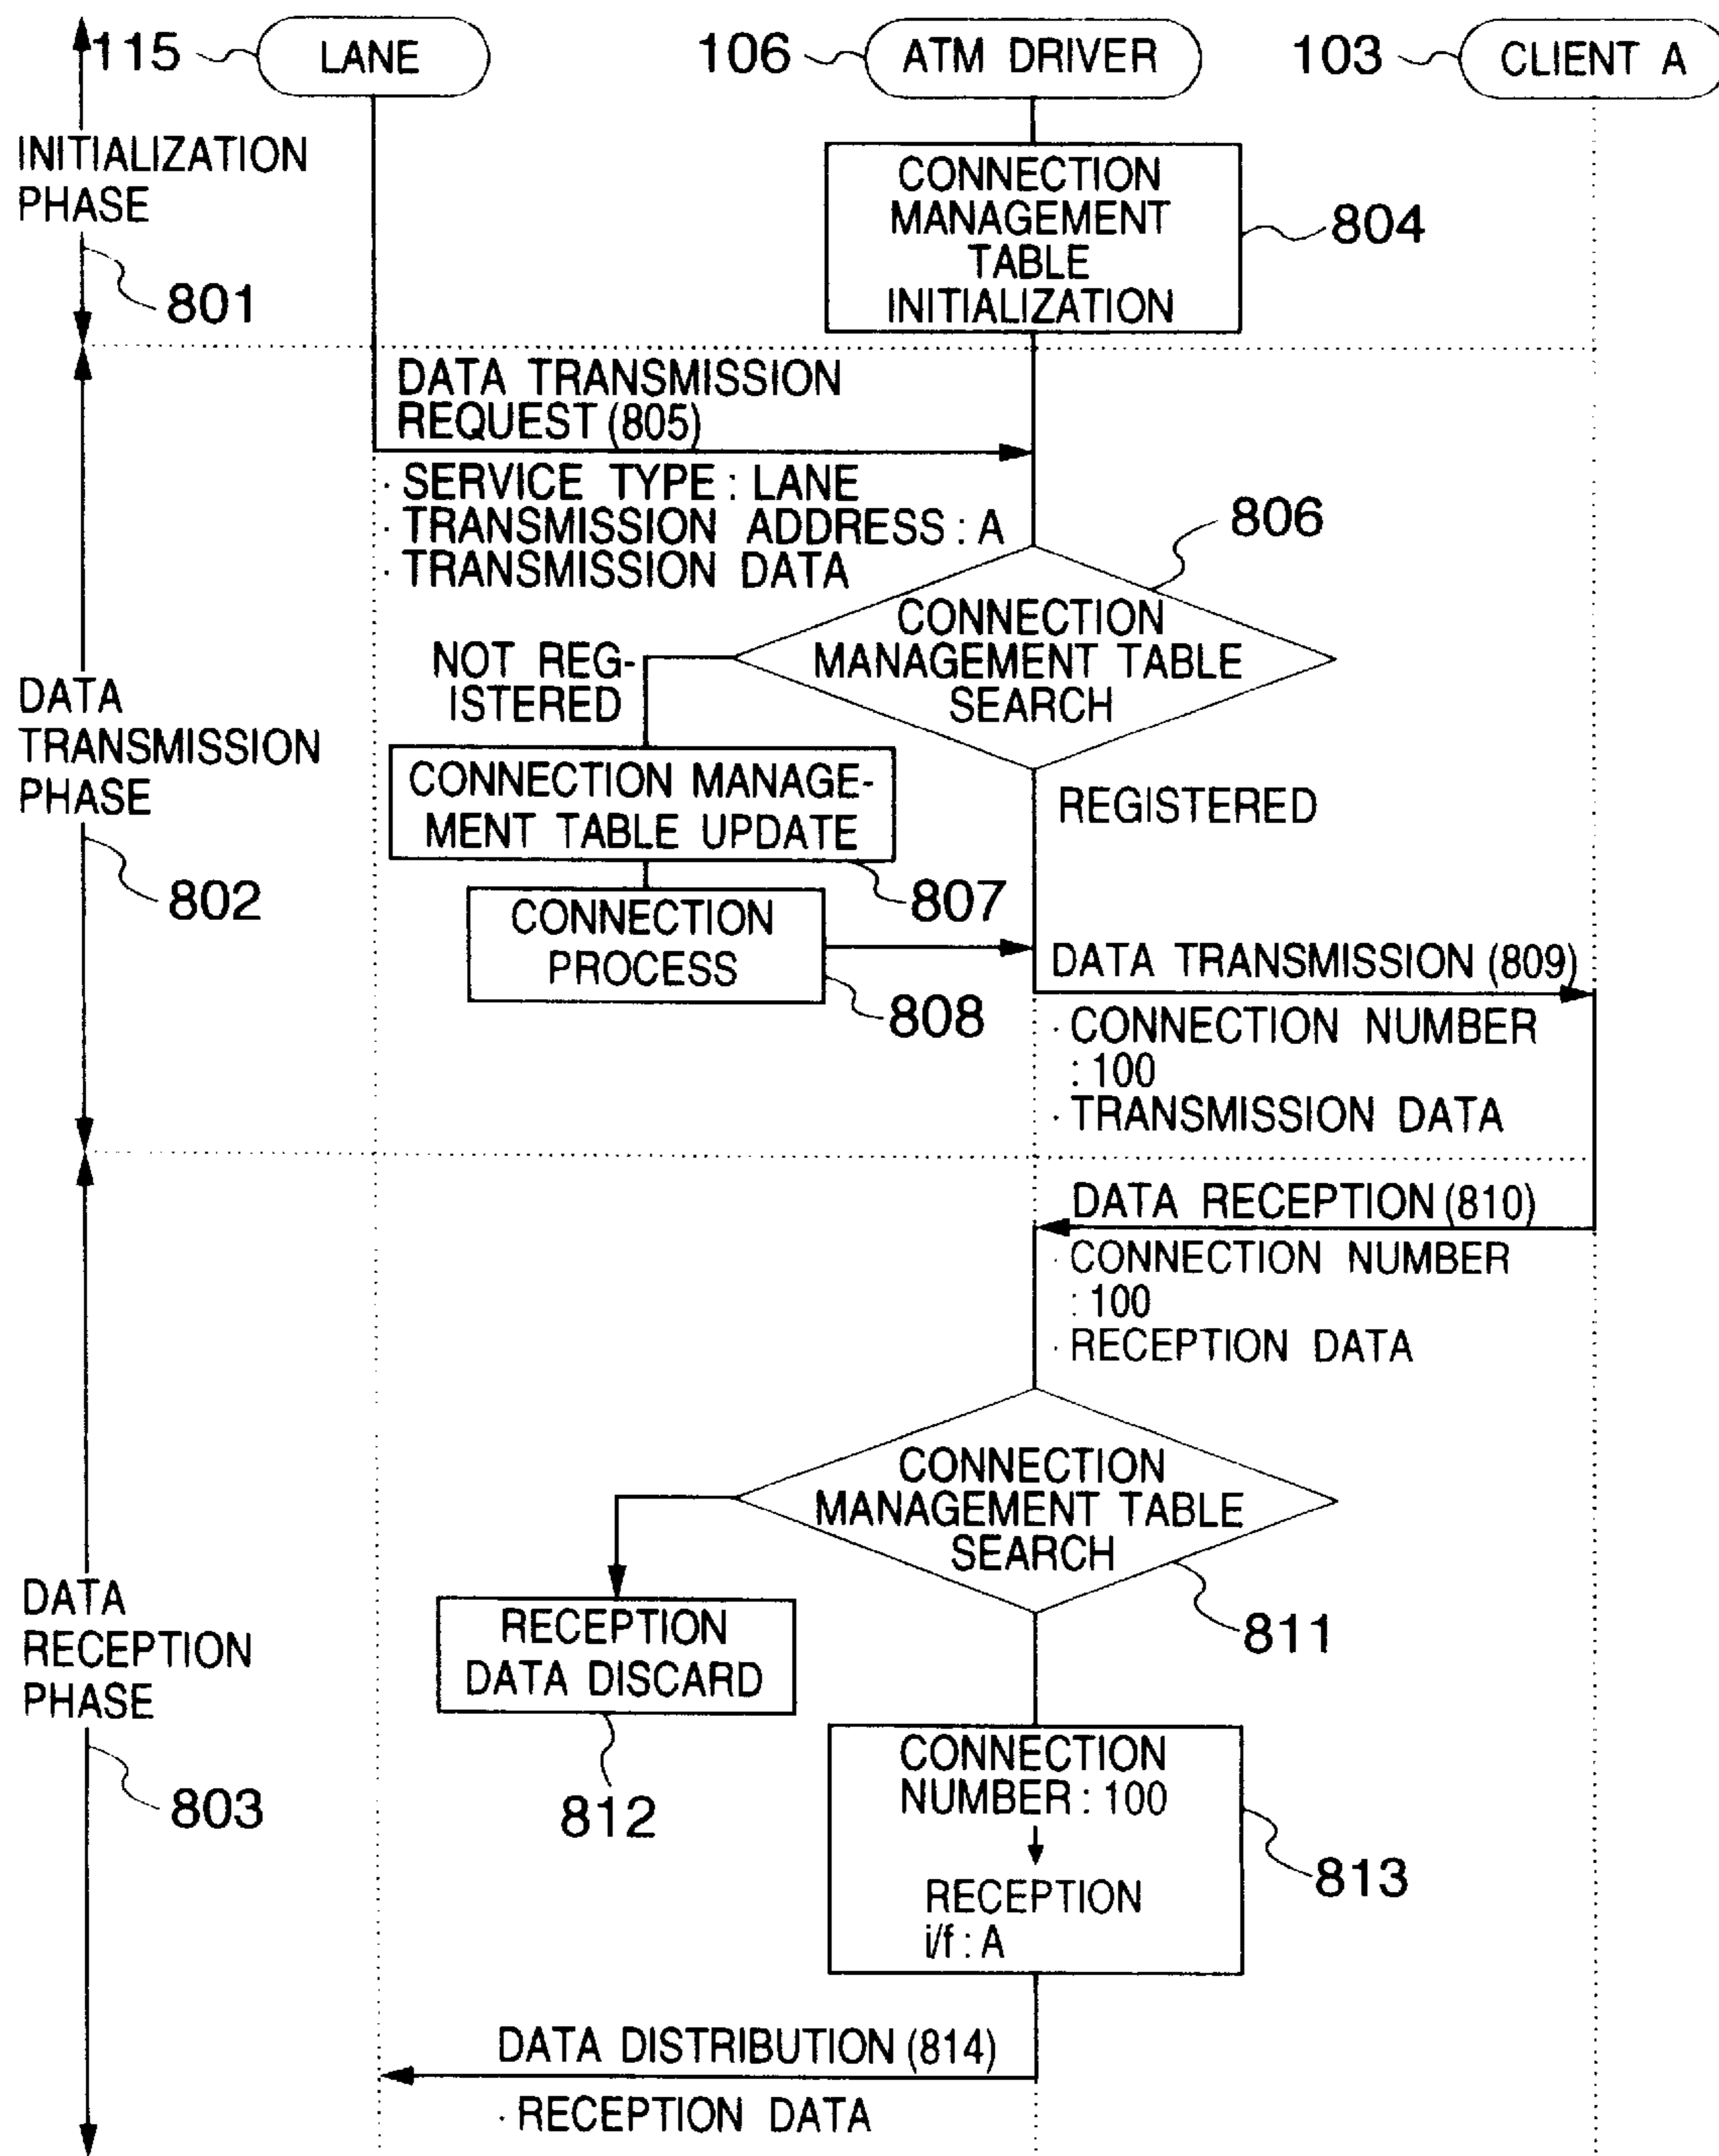 115
LANE
106
ATM DRIVER
103
CLIENT A
INITIALIZATION
PHASE
801
CONNECTION
MANAGEMENT
TABLE
INITIALIZATION
804
DATA TRANSMISSION
REQUEST (805)
· SERVICE TYPE : LANE
· TRANSMISSION ADDRESS : A
· TRANSMISSION DATA
806
CONNECTION
MANAGEMENT TABLE
SEARCH
NOT REG-
ISTERED
REGISTERED
DATA
TRANSMISSION
PHASE
802
CONNECTION MANAGE-
MENT TABLE UPDATE
807
CONNECTION
PROCESS
808
DATA TRANSMISSION (809)
· CONNECTION NUMBER
: 100
· TRANSMISSION DATA
DATA RECEPTION (810)
· CONNECTION NUMBER
: 100
· RECEPTION DATA
CONNECTION
MANAGEMENT TABLE
SEARCH
811
DATA
RECEPTION
PHASE
803
RECEPTION
DATA DISCARD
812
CONNECTION
NUMBER : 100
RECEPTION
i/f : A
813
DATA DISTRIBUTION (814)
· RECEPTION DATA